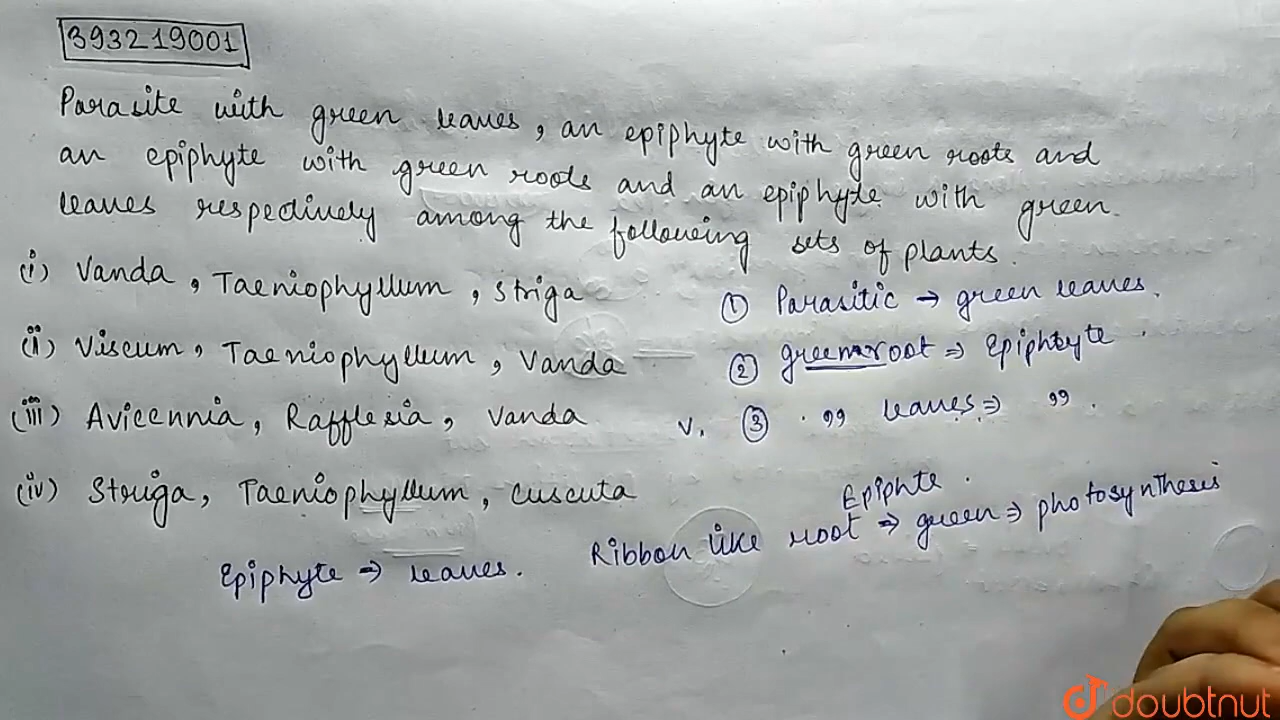 393219001
Parasite with green leaves, an epiphyte with green roots and
an epiphyte with green roots and an epiphyte with green
leaves respectively among the following sets of plants.
(i) Vanda, Taeniophyllum, Striga
(ii) Viscum, Taeniophyllum, Vanda
(iii) Avicennia, Rafflesia, Vanda
(iv) Striga, Taeniophyllum, Cuscuta
① Parasitic → green leaves.
② green root ⇒ Epiphyte.
V. ③ " leaves ⇒ ".
Epiphte.
Ribbon like root ⇒ green ⇒ photosynthesis
Epiphyte ⇒ leaves.
doubtnut